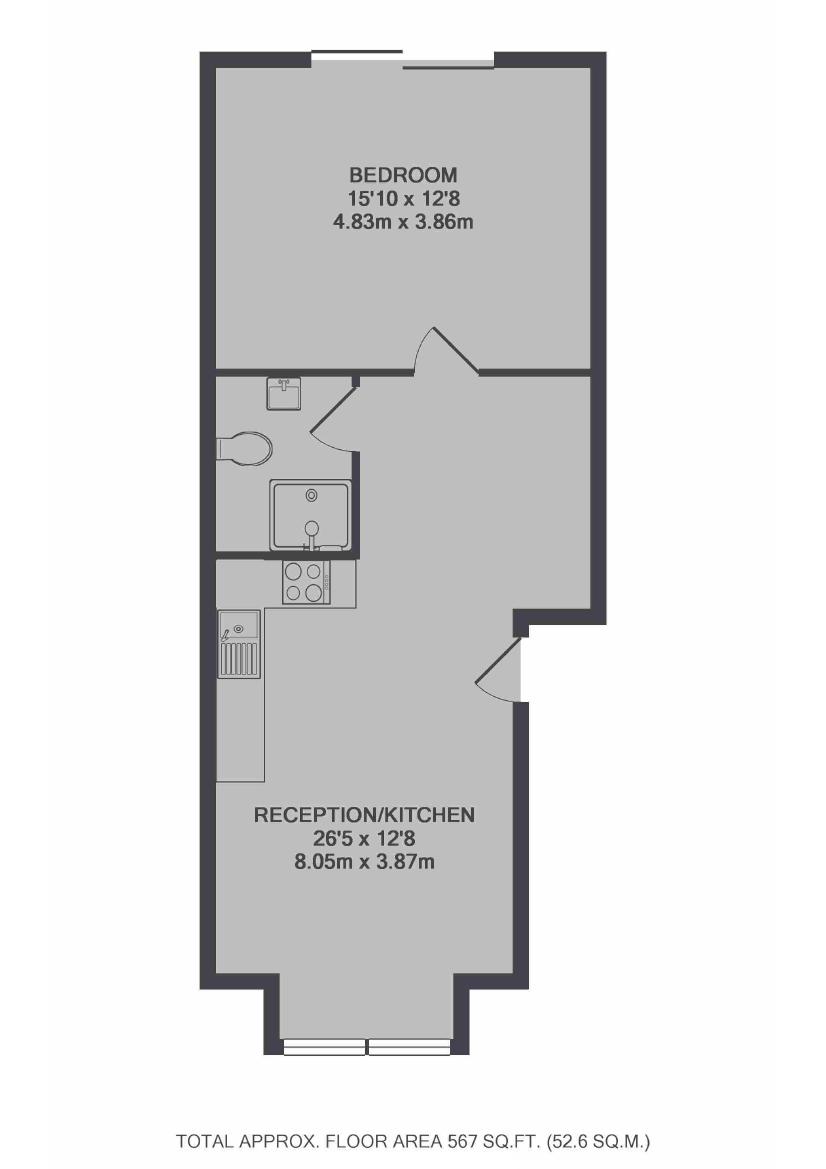 BEDROOM
15'10 x 12'8
4.83m x 3.86m
RECEPTION/KITCHEN
26'5 x 12'8
8.05m x 3.87m
TOTAL APPROX. FLOOR AREA 567 SQ.FT. (52.6 SQ.M.)